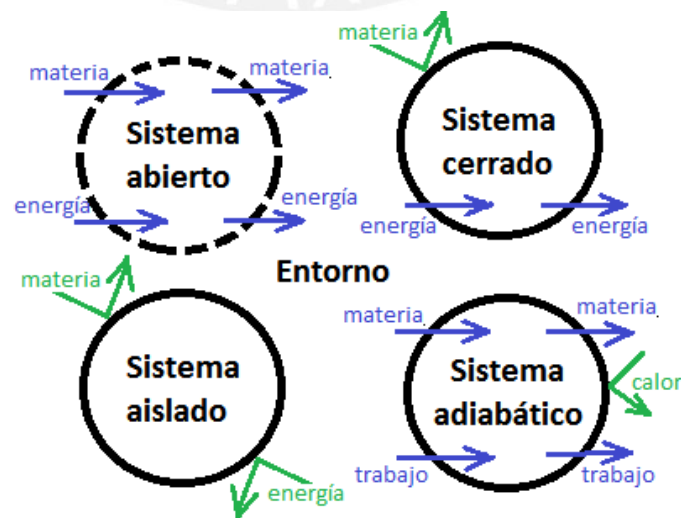 materia
materia
Sistema
abierto
energía
energía
materia
Sistema
cerrado
energía
energía
Entorno
materia
Sistema
aislado
energía
materia
materia
Sistema
adiabático
calor
trabajo
trabajo